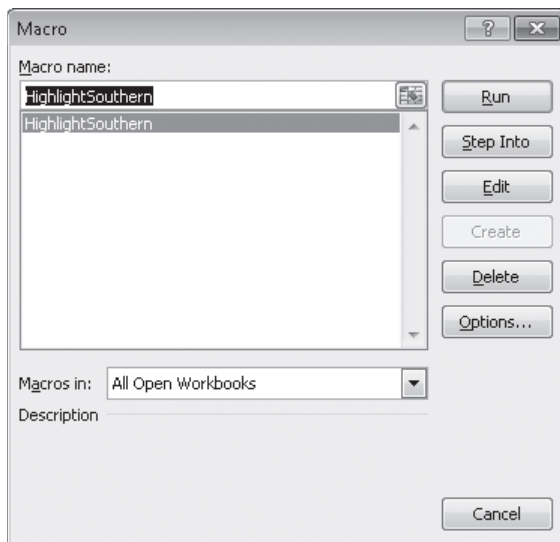 Macro
Macro name:
HighlightSouthern
HighlightSouthern
Run
Step Into
Edit
Create
Delete
Options...
Macros in: All Open Workbooks
Description
Cancel